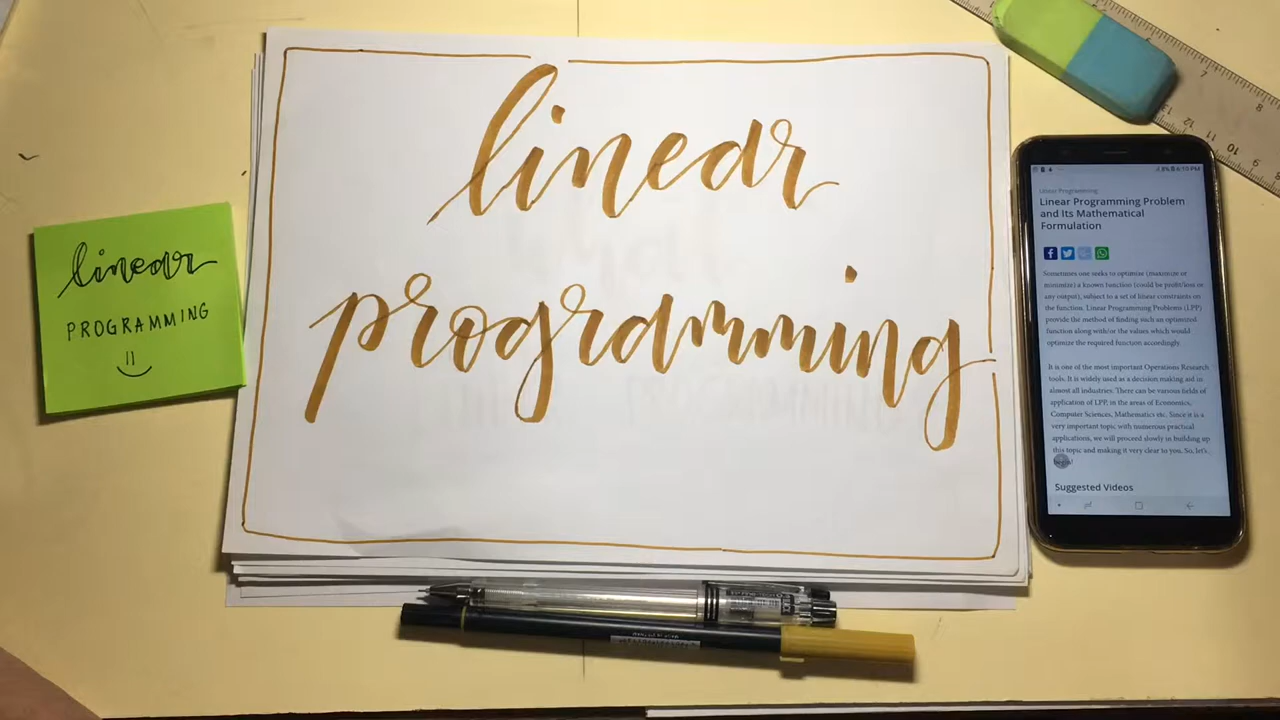 linear
programming
linear
PROGRAMMING
Linear Programming
Linear Programming Problem
and Its Mathematical
Formulation
Sometimes one seeks to optimize (maximize or
minimize) a known function (could be profit/loss or
any output), subject to a set of linear constraints on
the function. Linear Programming Problems (LPP)
provide the method of finding such an optimized
function along with/or the values which would
optimize the required function accordingly.
It is one of the most important Operations Research
tools. It is widely used as a decision making aid in
almost all industries. There can be various fields of
application of LPP, in the areas of Economics,
Computer Sciences, Mathematics etc. Since it is a
very important topic with numerous practical
applications, we will proceed slowly in building up
this topic and making it very clear to you. So, let's
Suggested Videos